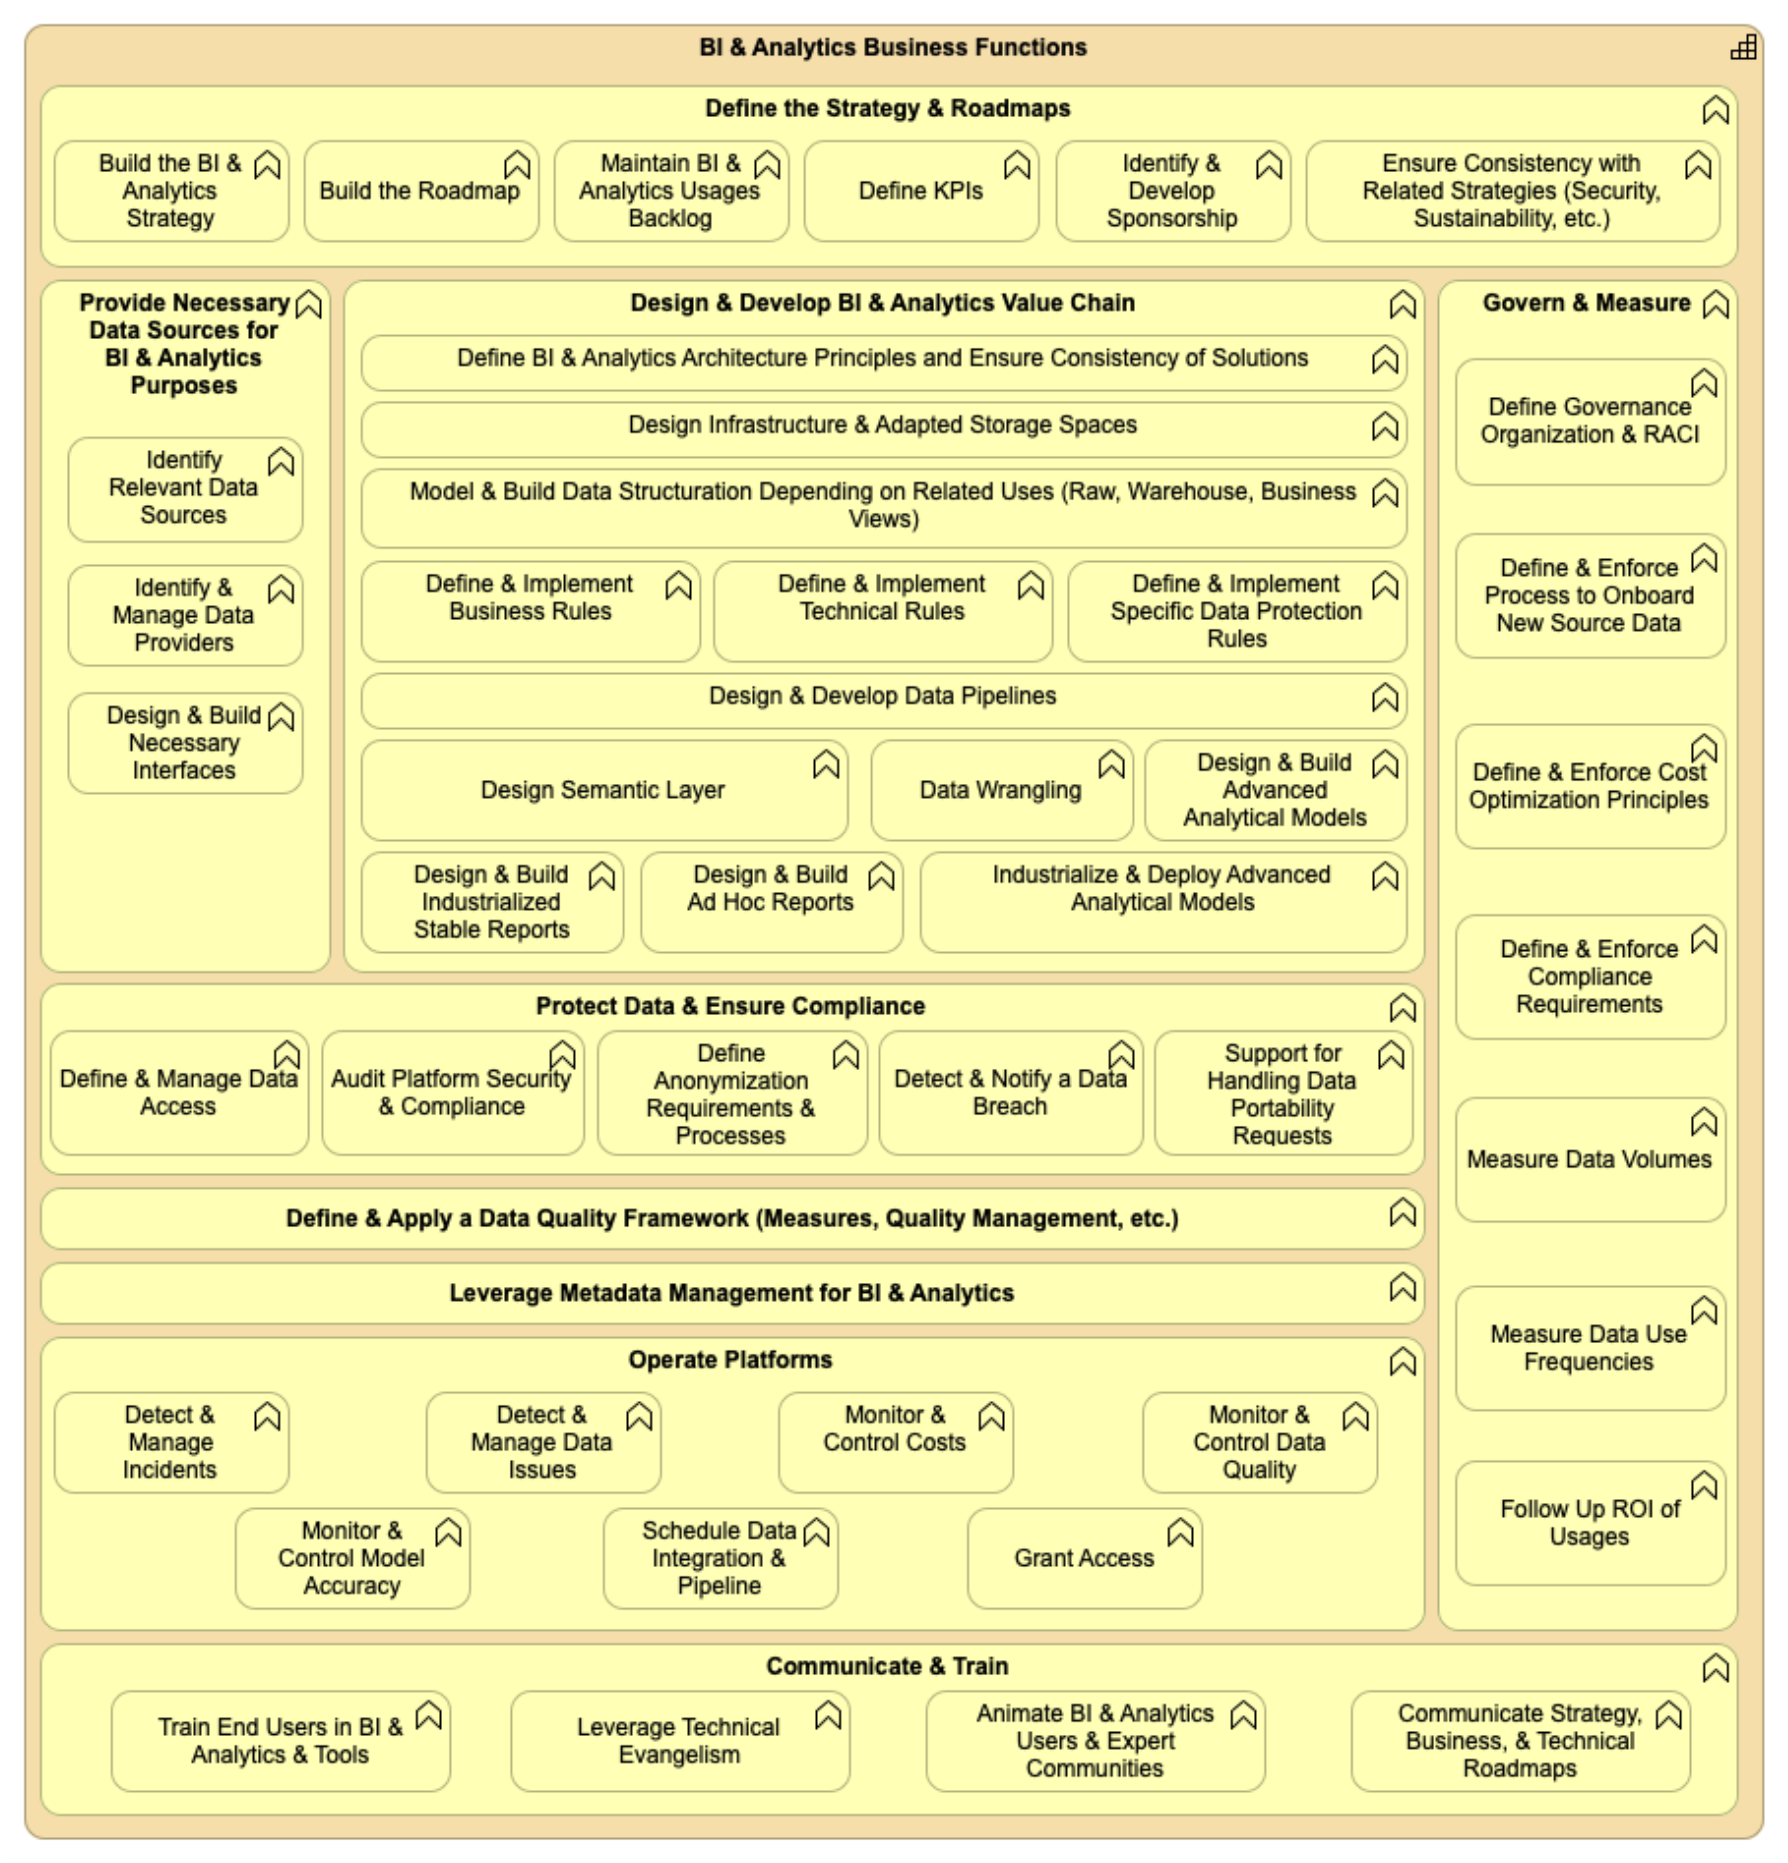 BI & Analytics Business Functions
Define the Strategy & Roadmaps
Build the BI &
Analytics
Strategy
Build the Roadmap
Maintain BI &
Analytics Usages
Backlog
Define KPIs
Identify &
Develop
Sponsorship
Ensure Consistency with
Related Strategies (Security,
Sustainability, etc.)
Provide Necessary
Data Sources for
BI & Analytics
Purposes
Identify
Relevant Data
Sources
Identify &
Manage Data
Providers
Design & Build
Necessary
Interfaces
Design & Develop BI & Analytics Value Chain
Define BI & Analytics Architecture Principles and Ensure Consistency of Solutions
Design Infrastructure & Adapted Storage Spaces
Model & Build Data Structuration Depending on Related Uses (Raw, Warehouse, Business
Views)
Define & Implement
Business Rules
Define & Implement
Technical Rules
Define & Implement
Specific Data Protection
Rules
Design & Develop Data Pipelines
Design Semantic Layer
Data Wrangling
Design & Build
Advanced
Analytical Models
Design & Build
Industrialized
Stable Reports
Design & Build
Ad Hoc Reports
Industrialize & Deploy Advanced
Analytical Models
Govern & Measure
Define Governance
Organization & RACI
Define & Enforce
Process to Onboard
New Source Data
Define & Enforce Cost
Optimization Principles
Define & Enforce
Compliance
Requirements
Measure Data Volumes
Measure Data Use
Frequencies
Follow Up ROI of
Usages
Protect Data & Ensure Compliance
Define & Manage Data
Access
Audit Platform Security
& Compliance
Define
Anonymization
Requirements &
Processes
Detect & Notify a Data
Breach
Support for
Handling Data
Portability
Requests
Define & Apply a Data Quality Framework (Measures, Quality Management, etc.)
Leverage Metadata Management for BI & Analytics
Operate Platforms
Detect &
Manage
Incidents
Detect &
Manage Data
Issues
Monitor &
Control Costs
Monitor &
Control Data
Quality
Monitor &
Control Model
Accuracy
Schedule Data
Integration &
Pipeline
Grant Access
Communicate & Train
Train End Users in BI &
Analytics & Tools
Leverage Technical
Evangelism
Animate BI & Analytics
Users & Expert
Communities
Communicate Strategy,
Business, & Technical
Roadmaps